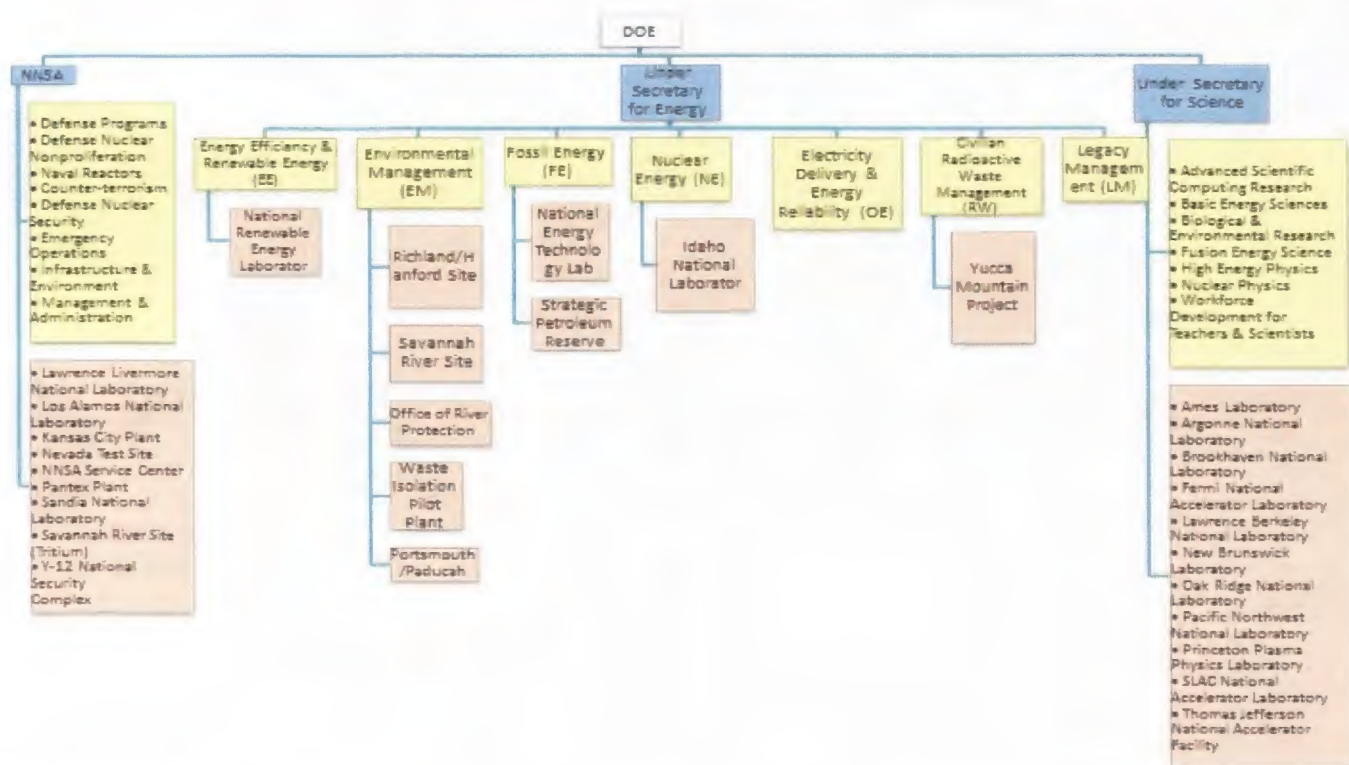 DOE
NNSA
Under
Secretary
for Energy
Under Secretary
for Science
• Defense Programs
• Defense Nuclear
Nonproliferation
• Naval Reactors
• Counter-terrorism
• Defense Nuclear
Security
• Emergency
Operations
• Infrastructure &
Environment
• Management &
Administration
• Lawrence Livermore
National Laboratory
• Los Alamos National
Laboratory
• Kansas City Plant
• Nevada Test Site
• NNSA Service Center
• Pantex Plant
• Sandia National
Laboratory
• Savannah River Site
(Tritium)
• Y-12 National
Security
Complex
Energy Efficiency &
Renewable Energy
(EE)
National
Renewable
Energy
Laborator
Environmental
Management
(EM)
Richland/H
anford Site
Savannah
River Site
Office of River
Protection
Waste
Isolation
Pilot
Plant
Portsmouth
/Paducah
Fossil Energy
(FE)
National
Energy
Technolo
gy Lab
Strategic
Petroleum
Reserve
Nuclear
Energy (NE)
Idaho
National
Laborator
Electricity
Delivery &
Energy
Reliability (OE)
Civilian
Radioactive
Waste
Management
(RW)
Yucca
Mountain
Project
Legacy
Managem
ent (LM)
• Advanced Scientific
Computing Research
• Basic Energy Sciences
• Biological &
Environmental Research
• Fusion Energy Science
• High Energy Physics
• Nuclear Physics
• Workforce
Development for
Teachers & Scientists
• Ames Laboratory
• Argonne National
Laboratory
• Brookhaven National
Laboratory
• Fermi National
Accelerator Laboratory
• Lawrence Berkeley
National Laboratory
• New Brunswick
Laboratory
• Oak Ridge National
Laboratory
• Pacific Northwest
National Laboratory
• Princeton Plasma
Physics Laboratory
• SLAC National
Accelerator Laboratory
• Thomas Jefferson
National Accelerator
Facility